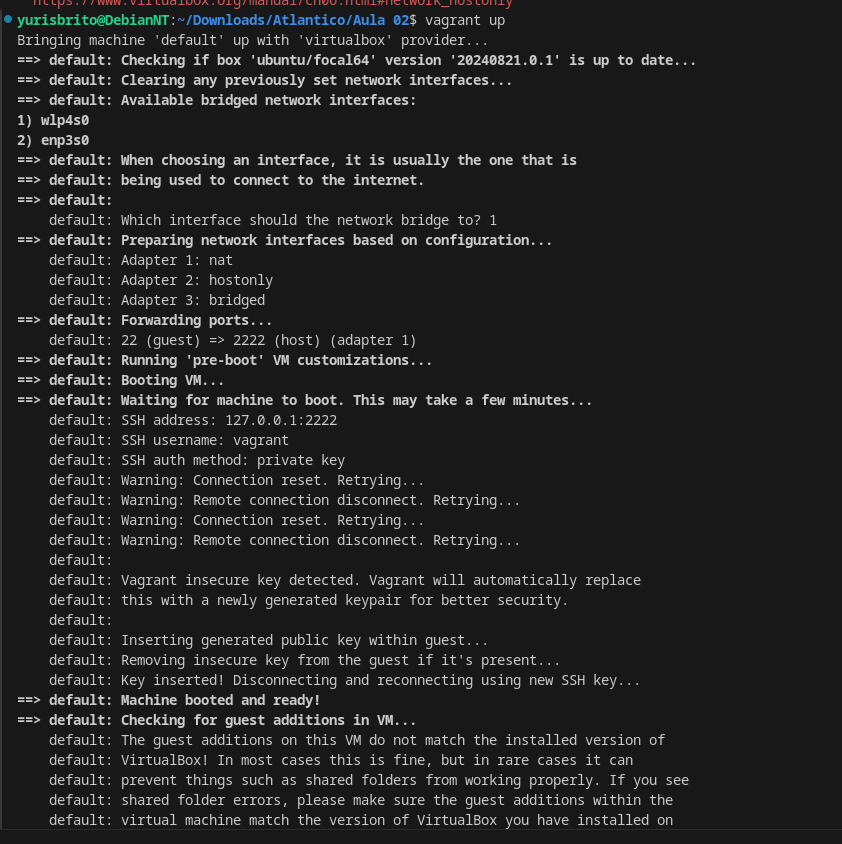 https://www.virtualbox.org/manual/ch06.html#network_hostonly
yurisbrito@DebianNT:~/Downloads/Atlantico/Aula 02$ vagrant up
Bringing machine 'default' up with 'virtualbox' provider...
==> default: Checking if box 'ubuntu/focal64' version '20240821.0.1' is up to date...
==> default: Clearing any previously set network interfaces...
==> default: Available bridged network interfaces:
1) wlp4s0
2) enp3s0
==> default: When choosing an interface, it is usually the one that is
==> default: being used to connect to the internet.
==> default:
    default: Which interface should the network bridge to? 1
==> default: Preparing network interfaces based on configuration...
    default: Adapter 1: nat
    default: Adapter 2: hostonly
    default: Adapter 3: bridged
==> default: Forwarding ports...
    default: 22 (guest) => 2222 (host) (adapter 1)
==> default: Running 'pre-boot' VM customizations...
==> default: Booting VM...
==> default: Waiting for machine to boot. This may take a few minutes...
    default: SSH address: 127.0.0.1:2222
    default: SSH username: vagrant
    default: SSH auth method: private key
    default: Warning: Connection reset. Retrying...
    default: Warning: Remote connection disconnect. Retrying...
    default: Warning: Connection reset. Retrying...
    default: Warning: Remote connection disconnect. Retrying...
    default:
    default: Vagrant insecure key detected. Vagrant will automatically replace
    default: this with a newly generated keypair for better security.
    default:
    default: Inserting generated public key within guest...
    default: Removing insecure key from the guest if it's present...
    default: Key inserted! Disconnecting and reconnecting using new SSH key...
==> default: Machine booted and ready!
==> default: Checking for guest additions in VM...
    default: The guest additions on this VM do not match the installed version of
    default: VirtualBox! In most cases this is fine, but in rare cases it can
    default: prevent things such as shared folders from working properly. If you see
    default: shared folder errors, please make sure the guest additions within the
    default: virtual machine match the version of VirtualBox you have installed on